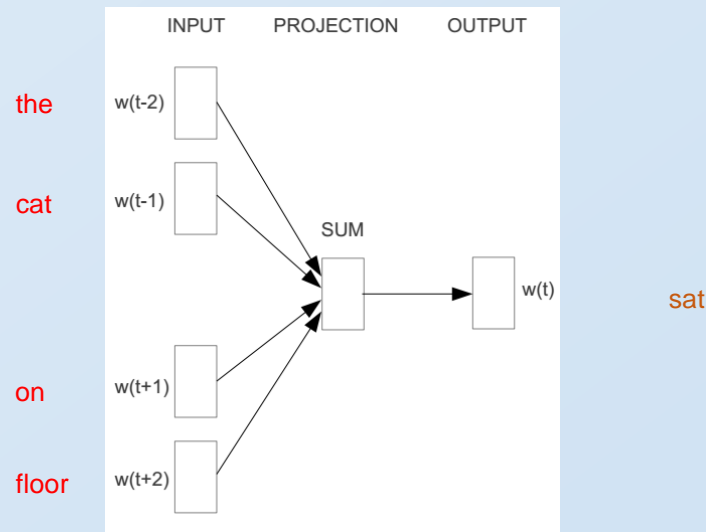 INPUT PROJECTION OUTPUT
the w(t-2)
cat w(t-1)
SUM
w(t) sat
on w(t+1)
floor w(t+2)